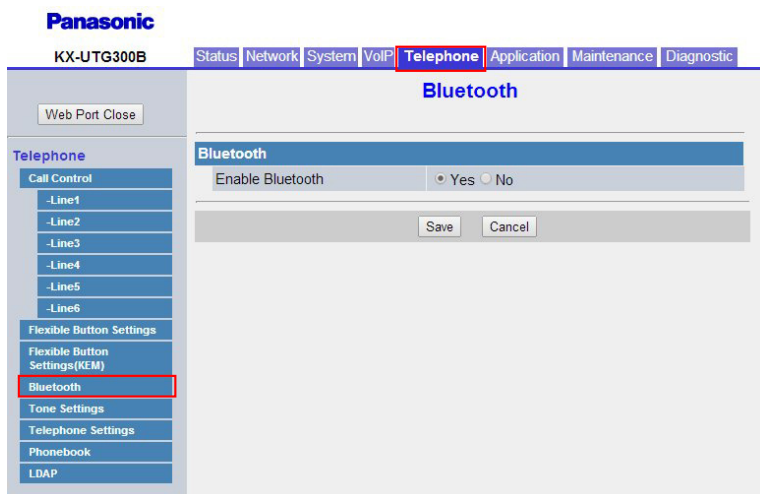 Panasonic
KX-UTG300B
Status Network System VoIP Telephone Application Maintenance Diagnostic
Web Port Close
Bluetooth
Telephone
Call Control
-Line1
-Line2
-Line3
-Line4
-Line5
-Line6
Flexible Button Settings
Flexible Button
Settings(KEM)
Bluetooth
Tone Settings
Telephone Settings
Phonebook
LDAP
Bluetooth
Enable Bluetooth Yes No
Save Cancel